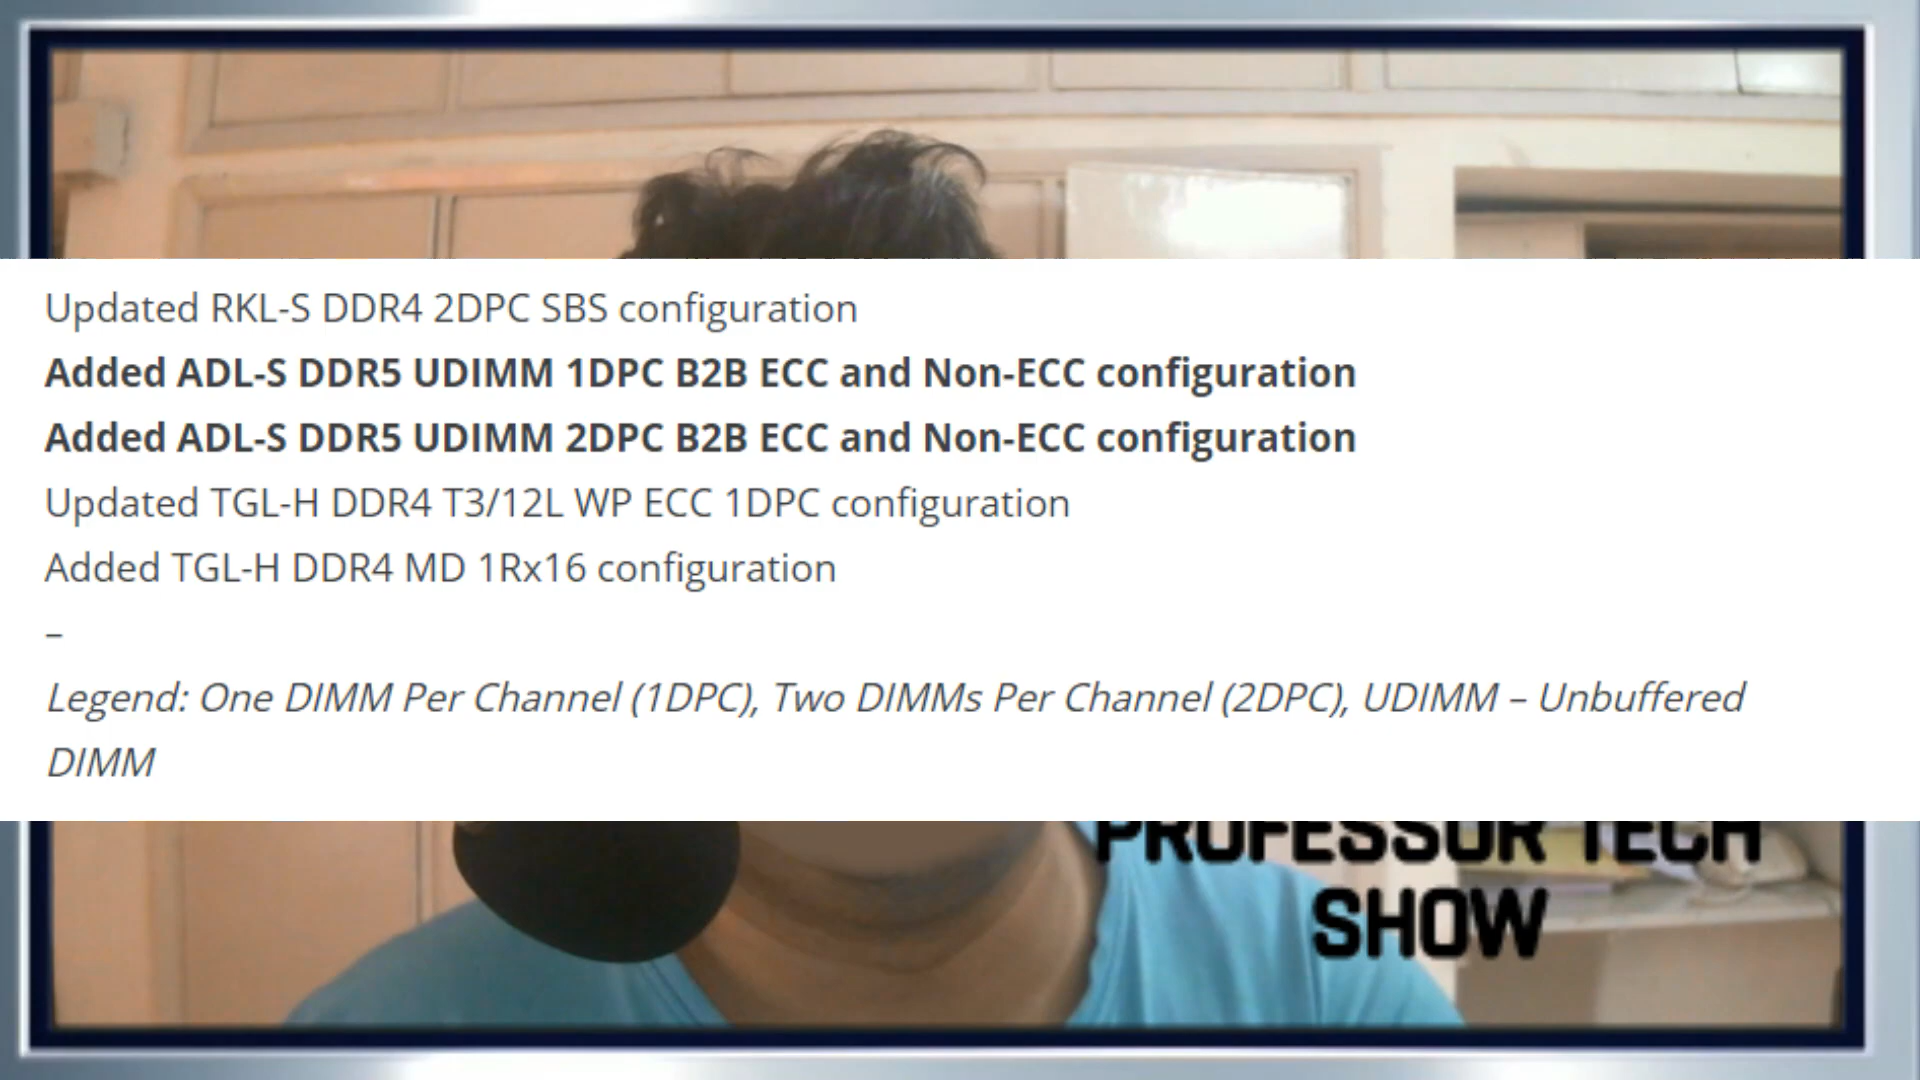 Updated RKL-S DDR4 2DPC SBS configuration
Added ADL-S DDR5 UDIMM 1DPC B2B ECC and Non-ECC configuration
Added ADL-S DDR5 UDIMM 2DPC B2B ECC and Non-ECC configuration
Updated TGL-H DDR4 T3/12L WP ECC 1DPC configuration
Added TGL-H DDR4 MD 1Rx16 configuration
–
Legend: One DIMM Per Channel (1DPC), Two DIMMs Per Channel (2DPC), UDIMM – Unbuffered
DIMM
PROFESSOR TECH
SHOW